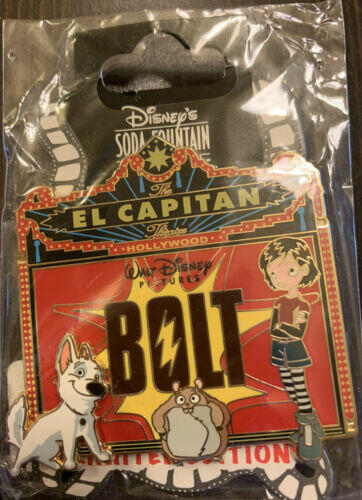 Disney's
SODA FOUNTAIN
The
EL CAPITAN
Theatre
HOLLYWOOD
WALT DISNEY
PICTURES
BOLT
LIMITED EDITION